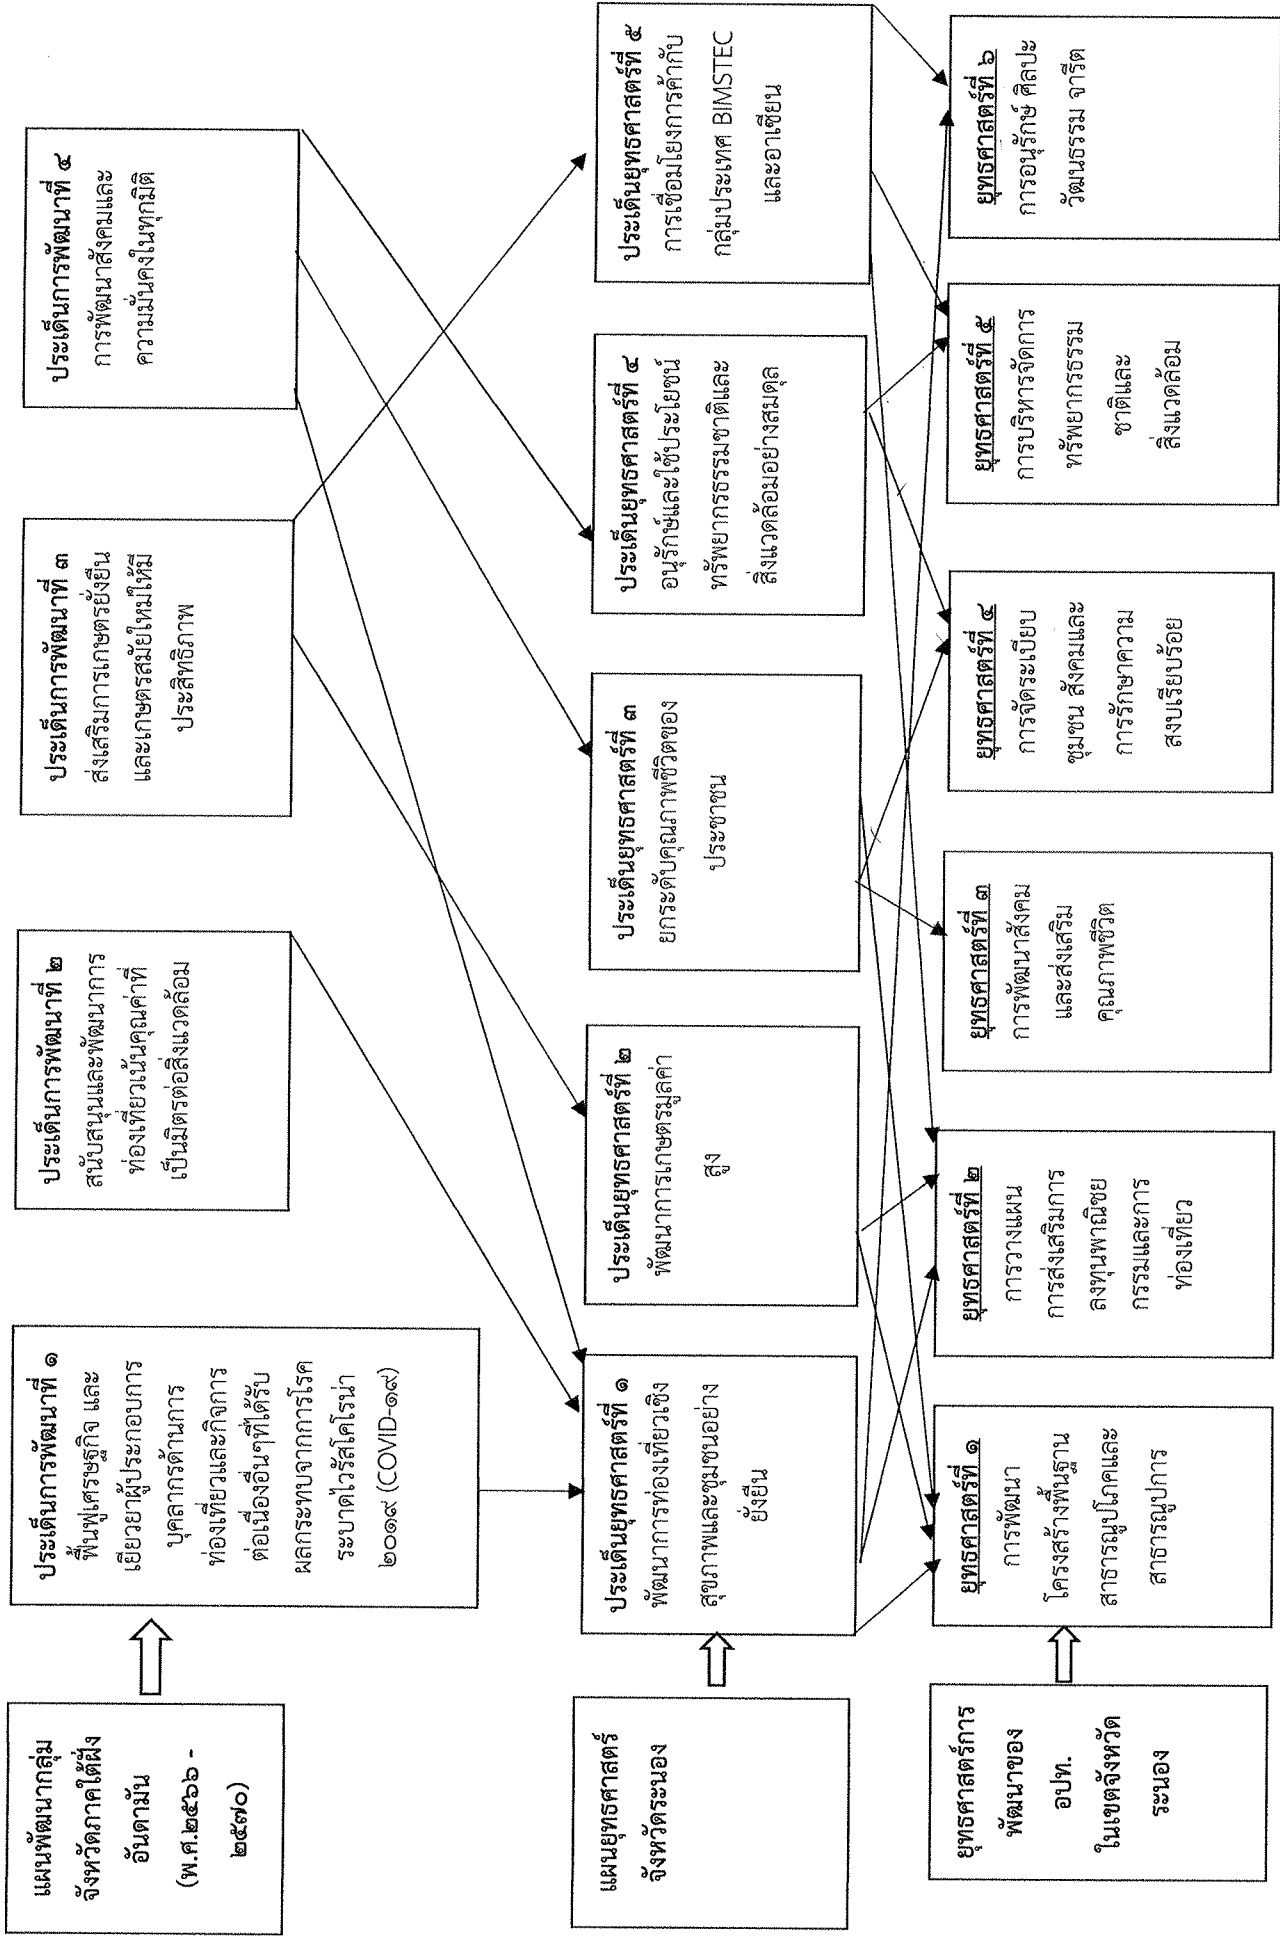 แผนพัฒนากลุ่ม
จังหวัดภาคใต้ฝั่ง
อันดามัน
(พ.ศ.๒๕๖๖ -
๒๕๗๐)
ประเด็นการพัฒนาที่ ๑
ฟื้นฟูเศรษฐกิจ และ
เยียวยาผู้ประกอบการ
บุคลากรด้านการ
ท่องเที่ยวและกิจการ
ต่อเนื่องอื่นๆที่ได้รับ
ผลกระทบจากการโรค
ระบาดไวรัสโคโรน่า
๒๐๑๙ (COVID-๑๙)
ประเด็นการพัฒนาที่ ๒
สนับสนุนและพัฒนาการ
ท่องเที่ยวเน้นคุณค่าที่
เป็นมิตรต่อสิ่งแวดล้อม
ประเด็นการพัฒนาที่ ๓
ส่งเสริมการเกษตรยั่งยืน
และเกษตรสมัยใหม่ให้มี
ประสิทธิภาพ
ประเด็นการพัฒนาที่ ๔
การพัฒนาสังคมและ
ความมั่นคงในทุกมิติ
แผนยุทธศาสตร์
จังหวัดระนอง
ประเด็นยุทธศาสตร์ที่ ๑
พัฒนาการท่องเที่ยวเชิง
สุขภาพและชุมชนอย่าง
ยั่งยืน
ประเด็นยุทธศาสตร์ที่ ๒
พัฒนาการเกษตรมูลค่า
สูง
ประเด็นยุทธศาสตร์ที่ ๓
ยกระดับคุณภาพชีวิตของ
ประชาชน
ประเด็นยุทธศาสตร์ที่ ๔
อนุรักษ์และใช้ประโยชน์
ทรัพยากรธรรมชาติและ
สิ่งแวดล้อมอย่างสมดุล
ประเด็นยุทธศาสตร์ที่ ๕
การเชื่อมโยงการค้ากับ
กลุ่มประเทศ BIMSTEC
และอาเซียน
ยุทธศาสตร์การ
พัฒนาของ
อปท.
ในเขตจังหวัด
ระนอง
ยุทธศาสตร์ที่ ๑
การพัฒนา
โครงสร้างพื้นฐาน
สาธารณูปโภคและ
สาธารณูปการ
ยุทธศาสตร์ที่ ๒
การวางแผน
การส่งเสริมการ
ลงทุนพาณิชย
กรรมและการ
ท่องเที่ยว
ยุทธศาสตร์ที่ ๓
การพัฒนาสังคม
และส่งเสริม
คุณภาพชีวิต
ยุทธศาสตร์ที่ ๔
การจัดระเบียบ
ชุมชน สังคมและ
การรักษาความ
สงบเรียบร้อย
ยุทธศาสตร์ที่ ๕
การบริหารจัดการ
ทรัพยากรธรรม
ชาติและ
สิ่งแวดล้อม
ยุทธศาสตร์ที่ ๖
การอนุรักษ์ ศิลปะ
วัฒนธรรม จารีต